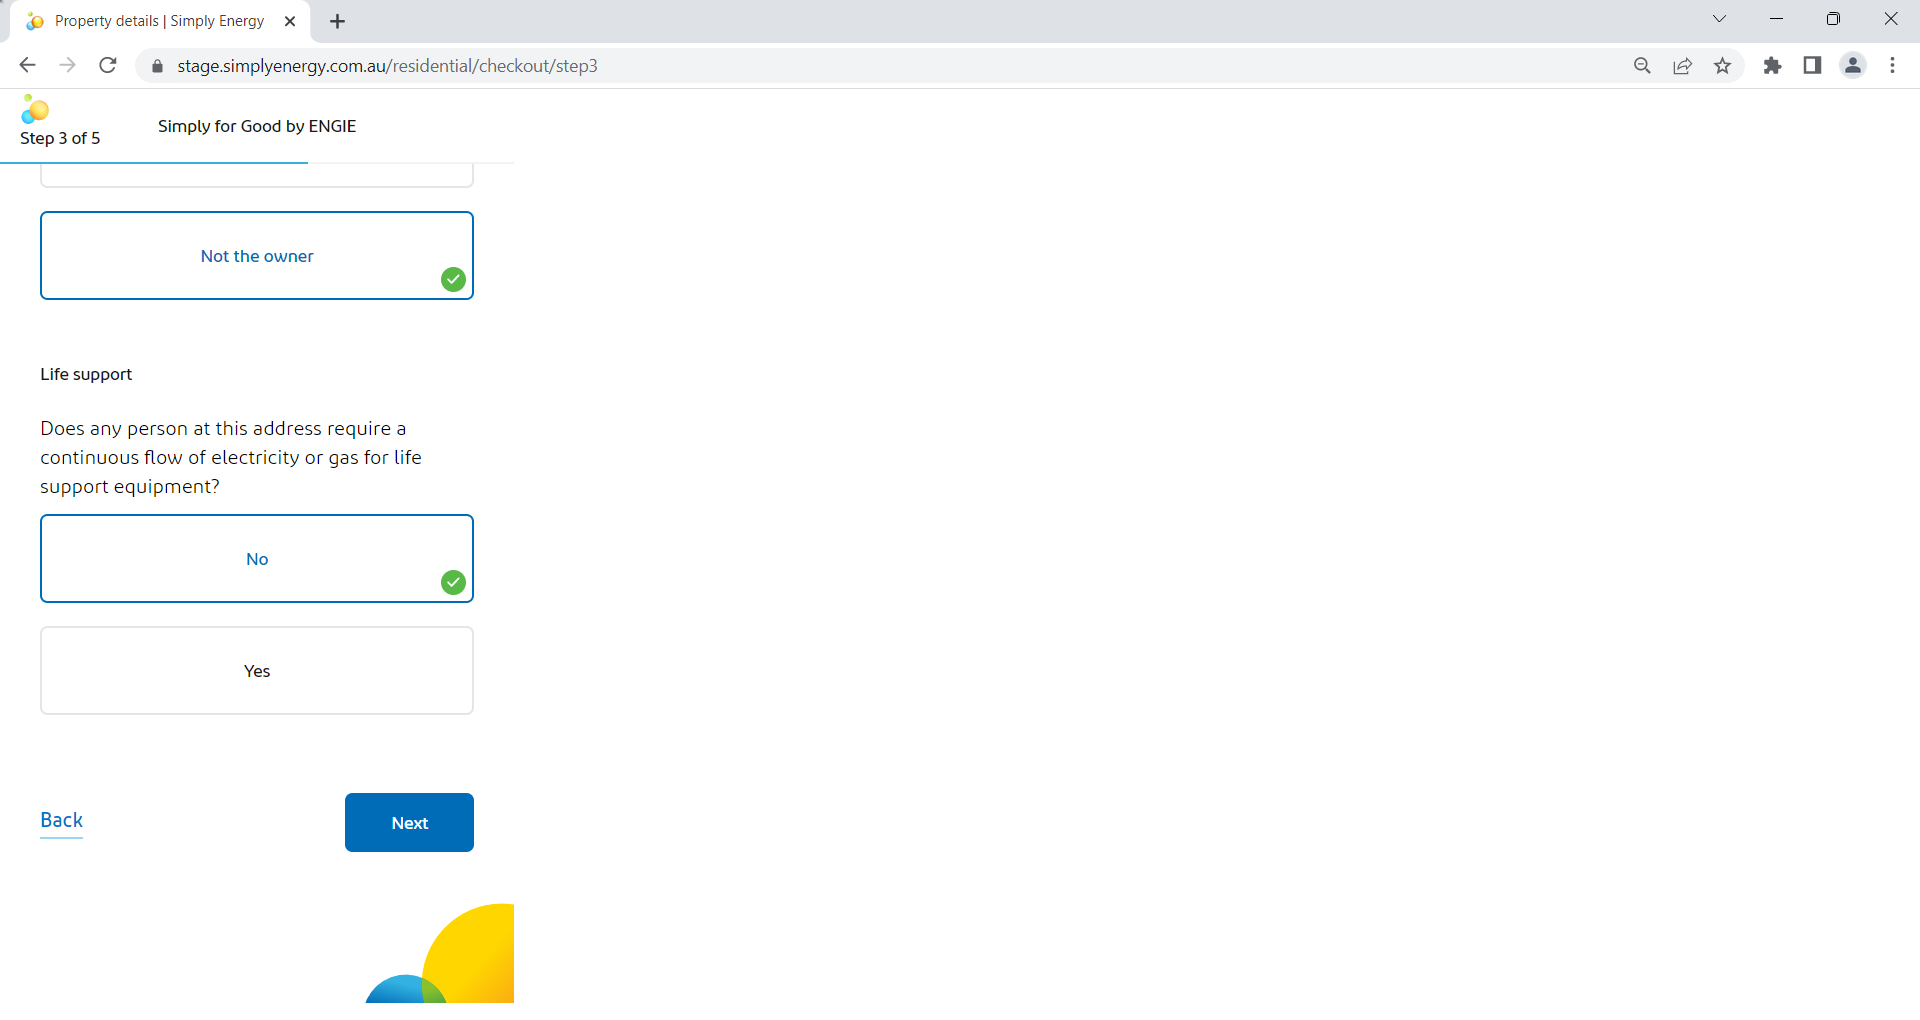 Property details | Simply Energy
stage.simplyenergy.com.au/residential/checkout/step3
Step 3 of 5
Simply for Good by ENGIE
Not the owner
Life support
Does any person at this address require a
continuous flow of electricity or gas for life
support equipment?
No
Yes
Back
Next